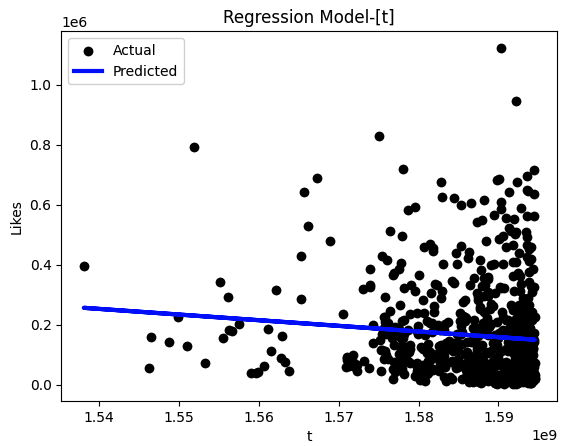 Regression Model-[t]
1e6
Actual
Predicted
1.0
0.8
0.6
0.4
0.2
0.0
Likes
1.54
1.55
1.56
1.57
1.58
1.59
1e9
t